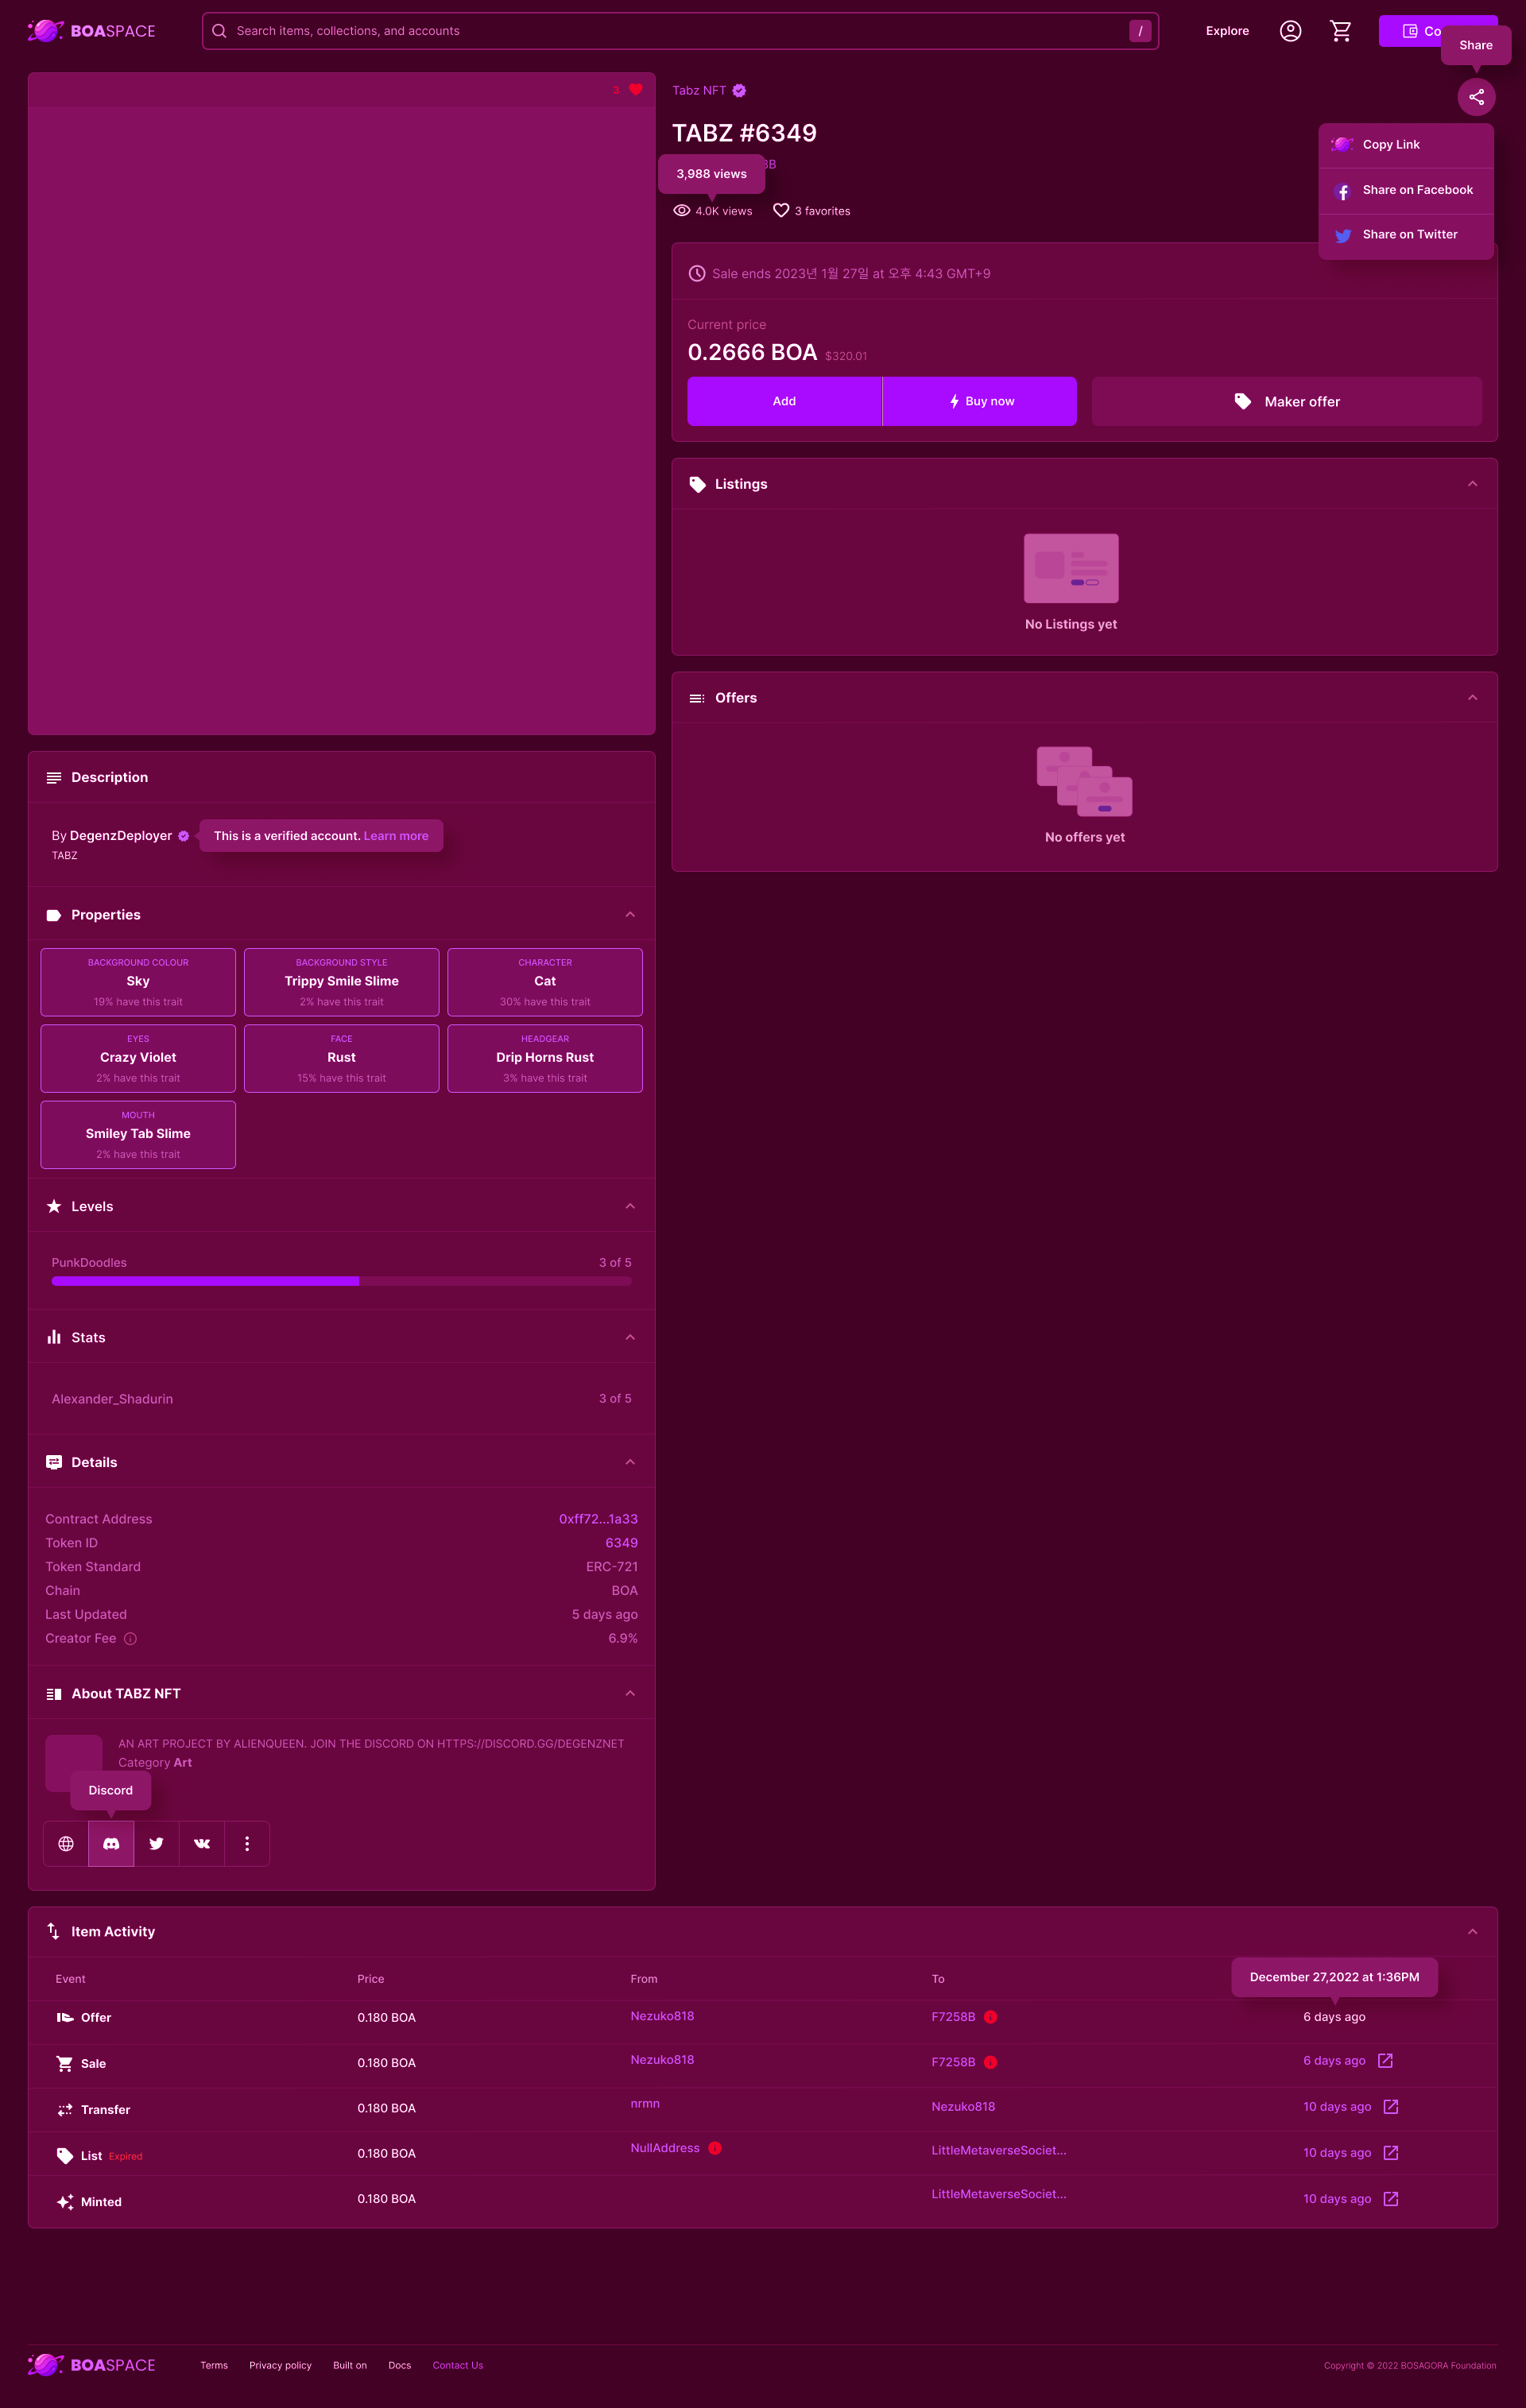 BOASPACE
Search items, collections, and accounts
/
Explore
Share
3
Tabz NFT
TABZ #6349
Copy Link
Share on Facebook
Share on Twitter
3,988 views
4.0K views
3 favorites
Sale ends 2023년 1월 27일 at 오후 4:43 GMT+9
Current price
0.2666 BOA $320.01
Add
Buy now
Maker offer
Listings
No Listings yet
Offers
No offers yet
Description
By DegenzDeployer
This is a verified account. Learn more
TABZ
Properties
BACKGROUND COLOUR
Sky
19% have this trait
BACKGROUND STYLE
Trippy Smile Slime
2% have this trait
CHARACTER
Cat
30% have this trait
EYES
Crazy Violet
2% have this trait
FACE
Rust
15% have this trait
HEADGEAR
Drip Horns Rust
3% have this trait
MOUTH
Smiley Tab Slime
2% have this trait
Levels
PunkDoodles 3 of 5
Stats
Alexander_Shadurin 3 of 5
Details
Contract Address 0xff72...1a33
Token ID 6349
Token Standard ERC-721
Chain BOA
Last Updated 5 days ago
Creator Fee 6.9%
About TABZ NFT
AN ART PROJECT BY ALIENQUEEN. JOIN THE DISCORD ON HTTPS://DISCORD.GG/DEGENZNET
Category Art
Discord
Item Activity
Event Price From To
December 27,2022 at 1:36PM
Offer 0.180 BOA Nezuko818 F7258B 6 days ago
Sale 0.180 BOA Nezuko818 F7258B 6 days ago
Transfer 0.180 BOA nrmn Nezuko818 10 days ago
List Expired 0.180 BOA NullAddress LittleMetaverseSociet... 10 days ago
Minted 0.180 BOA LittleMetaverseSociet... 10 days ago
BOASPACE
Terms Privacy policy Built on Docs Contact Us
Copyright © 2022 BOSAGORA Foundation